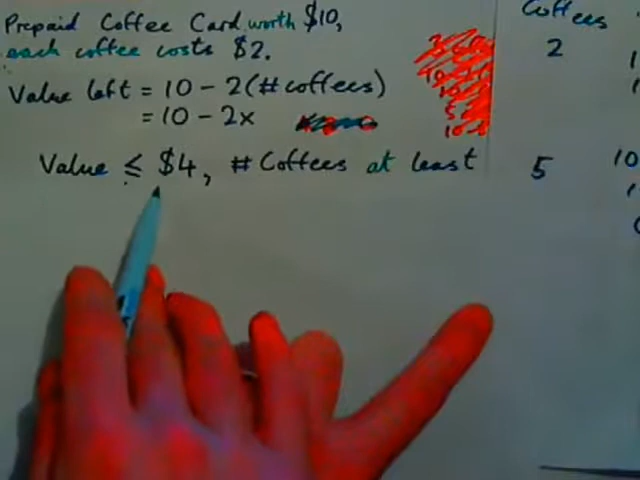 Prepaid Coffee Card worth $10,
each coffee costs $2.
Value left = 10 - 2(#coffees)
= 10 - 2x
Value ≤ $4, # Coffees at least
Coffees
2
5
10